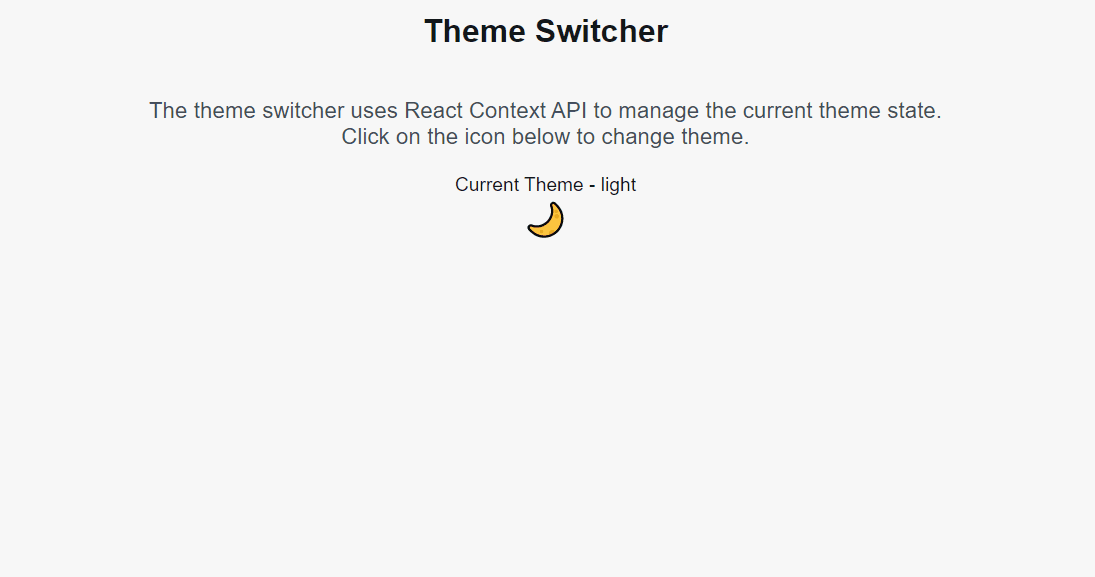 Theme Switcher
The theme switcher uses React Context API to manage the current theme state.
Click on the icon below to change theme.
Current Theme - light